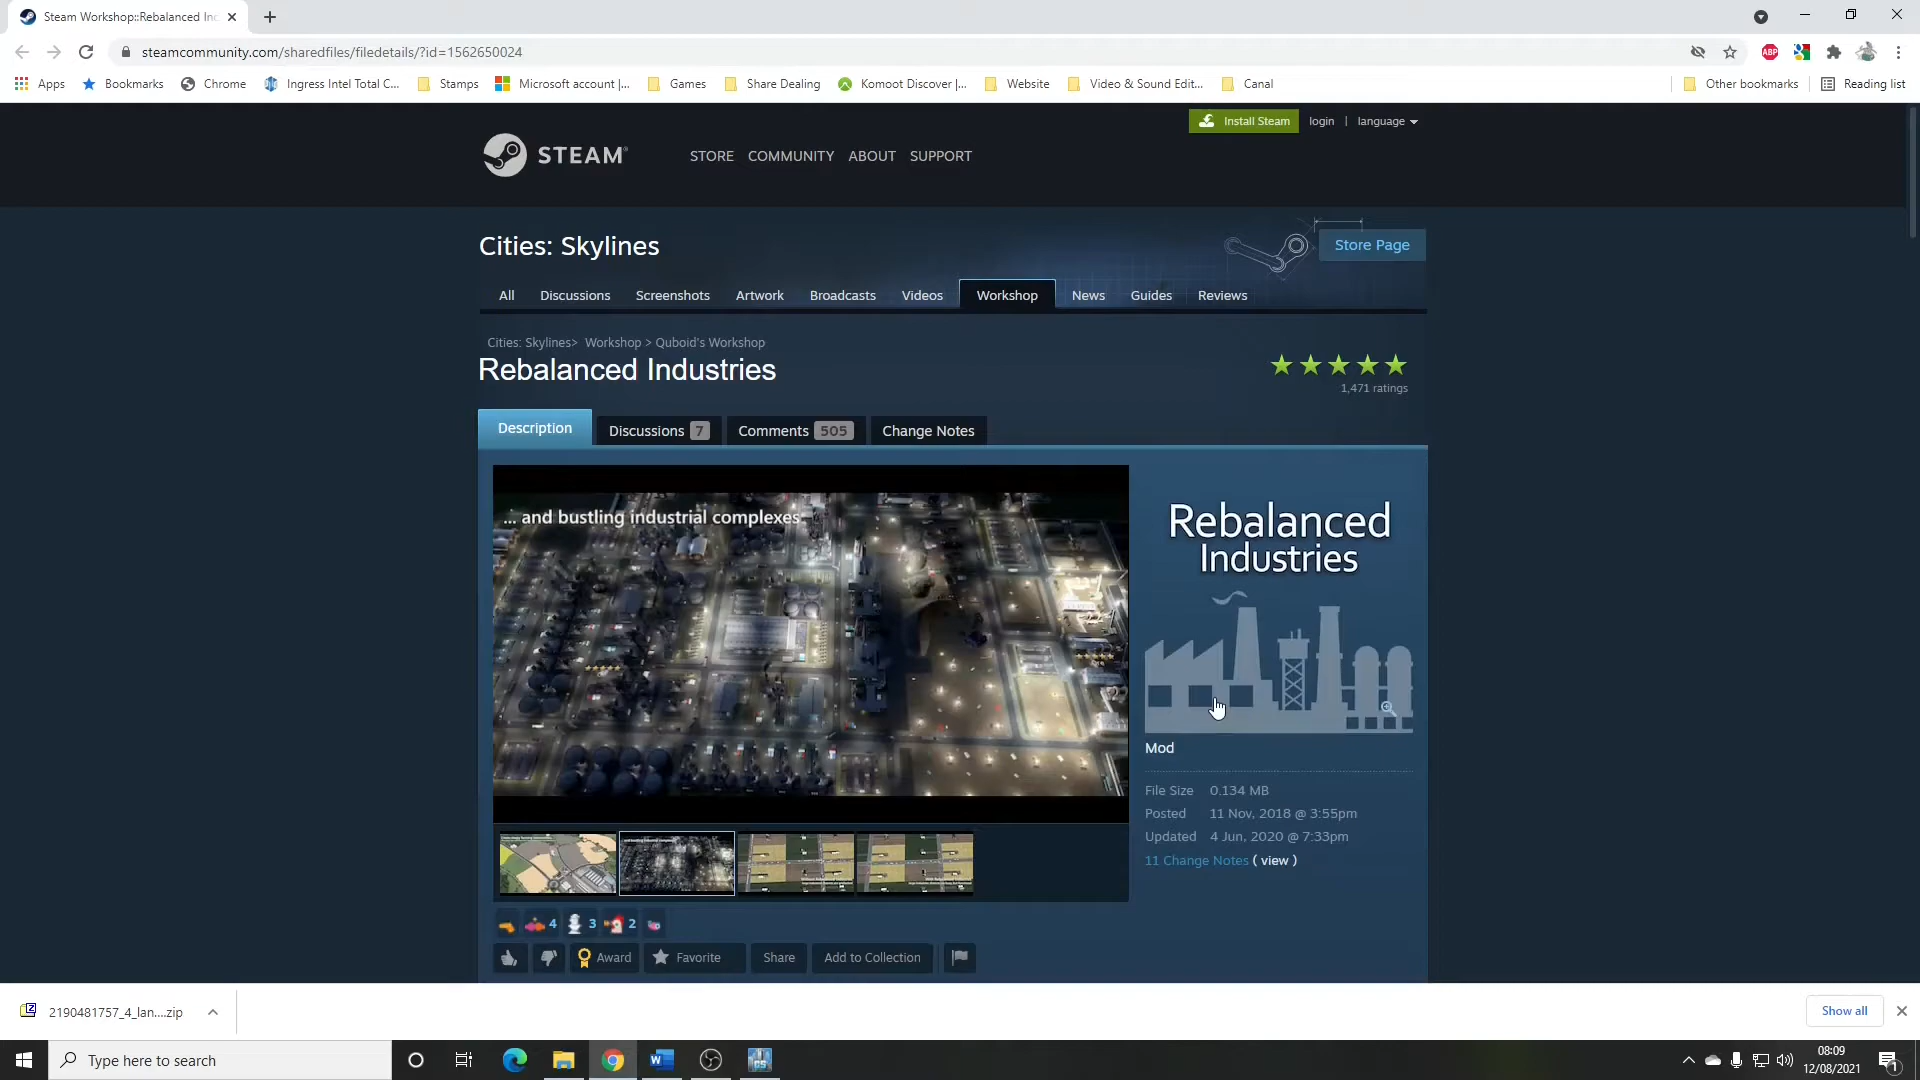 Steam Workshop::Rebalanced Inc
steamcommunity.com/sharedfiles/filedetails/?id=1562650024
ABP
Apps Bookmarks Chrome Ingress Intel Total C... Stamps Microsoft account |... Games Share Dealing Komoot Discover |... Website Video & Sound Edit... Canal Other bookmarks Reading list
Install Steam login | language
STEAM STORE COMMUNITY ABOUT SUPPORT
Cities: Skylines
Store Page
All Discussions Screenshots Artwork Broadcasts Videos Workshop News Guides Reviews
Cities: Skylines> Workshop > Quboid's Workshop
Rebalanced Industries
1,471 ratings
Description Discussions 7 Comments 505 Change Notes
... and bustling industrial complexes
Rebalanced
Industries
Mod
File Size 0.134 MB
Posted 11 Nov, 2018 @ 3:55pm
Updated 4 Jun, 2020 @ 7:33pm
11 Change Notes ( view )
4 3 2
Award Favorite Share Add to Collection
2190481757_4_lan....zip
Show all
Type here to search
08:09
12/08/2021
1